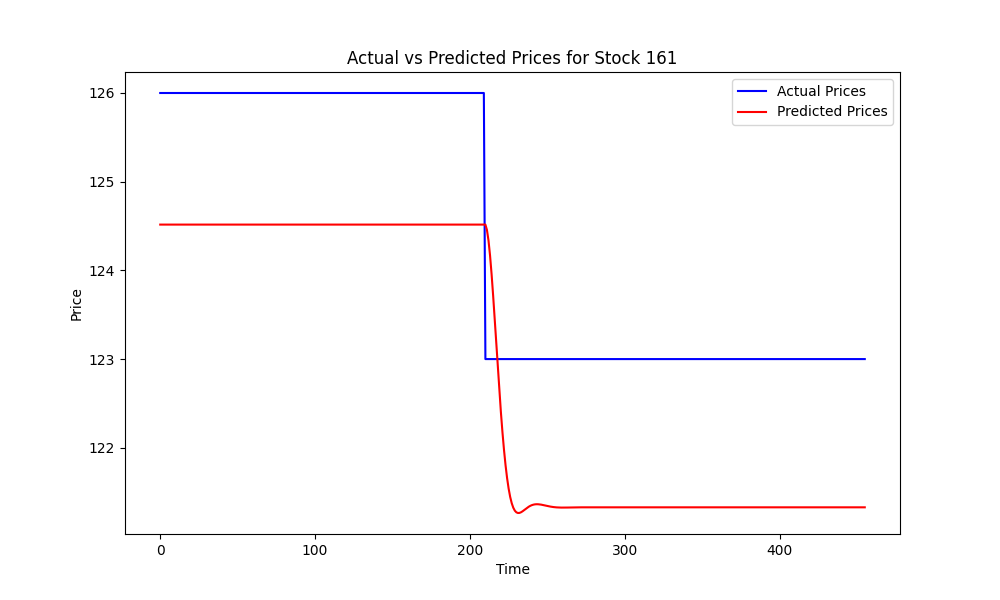 Actual vs Predicted Prices for Stock 161
Actual Prices
Predicted Prices
Price
126
125
124
123
122
0 100 200 300 400
Time